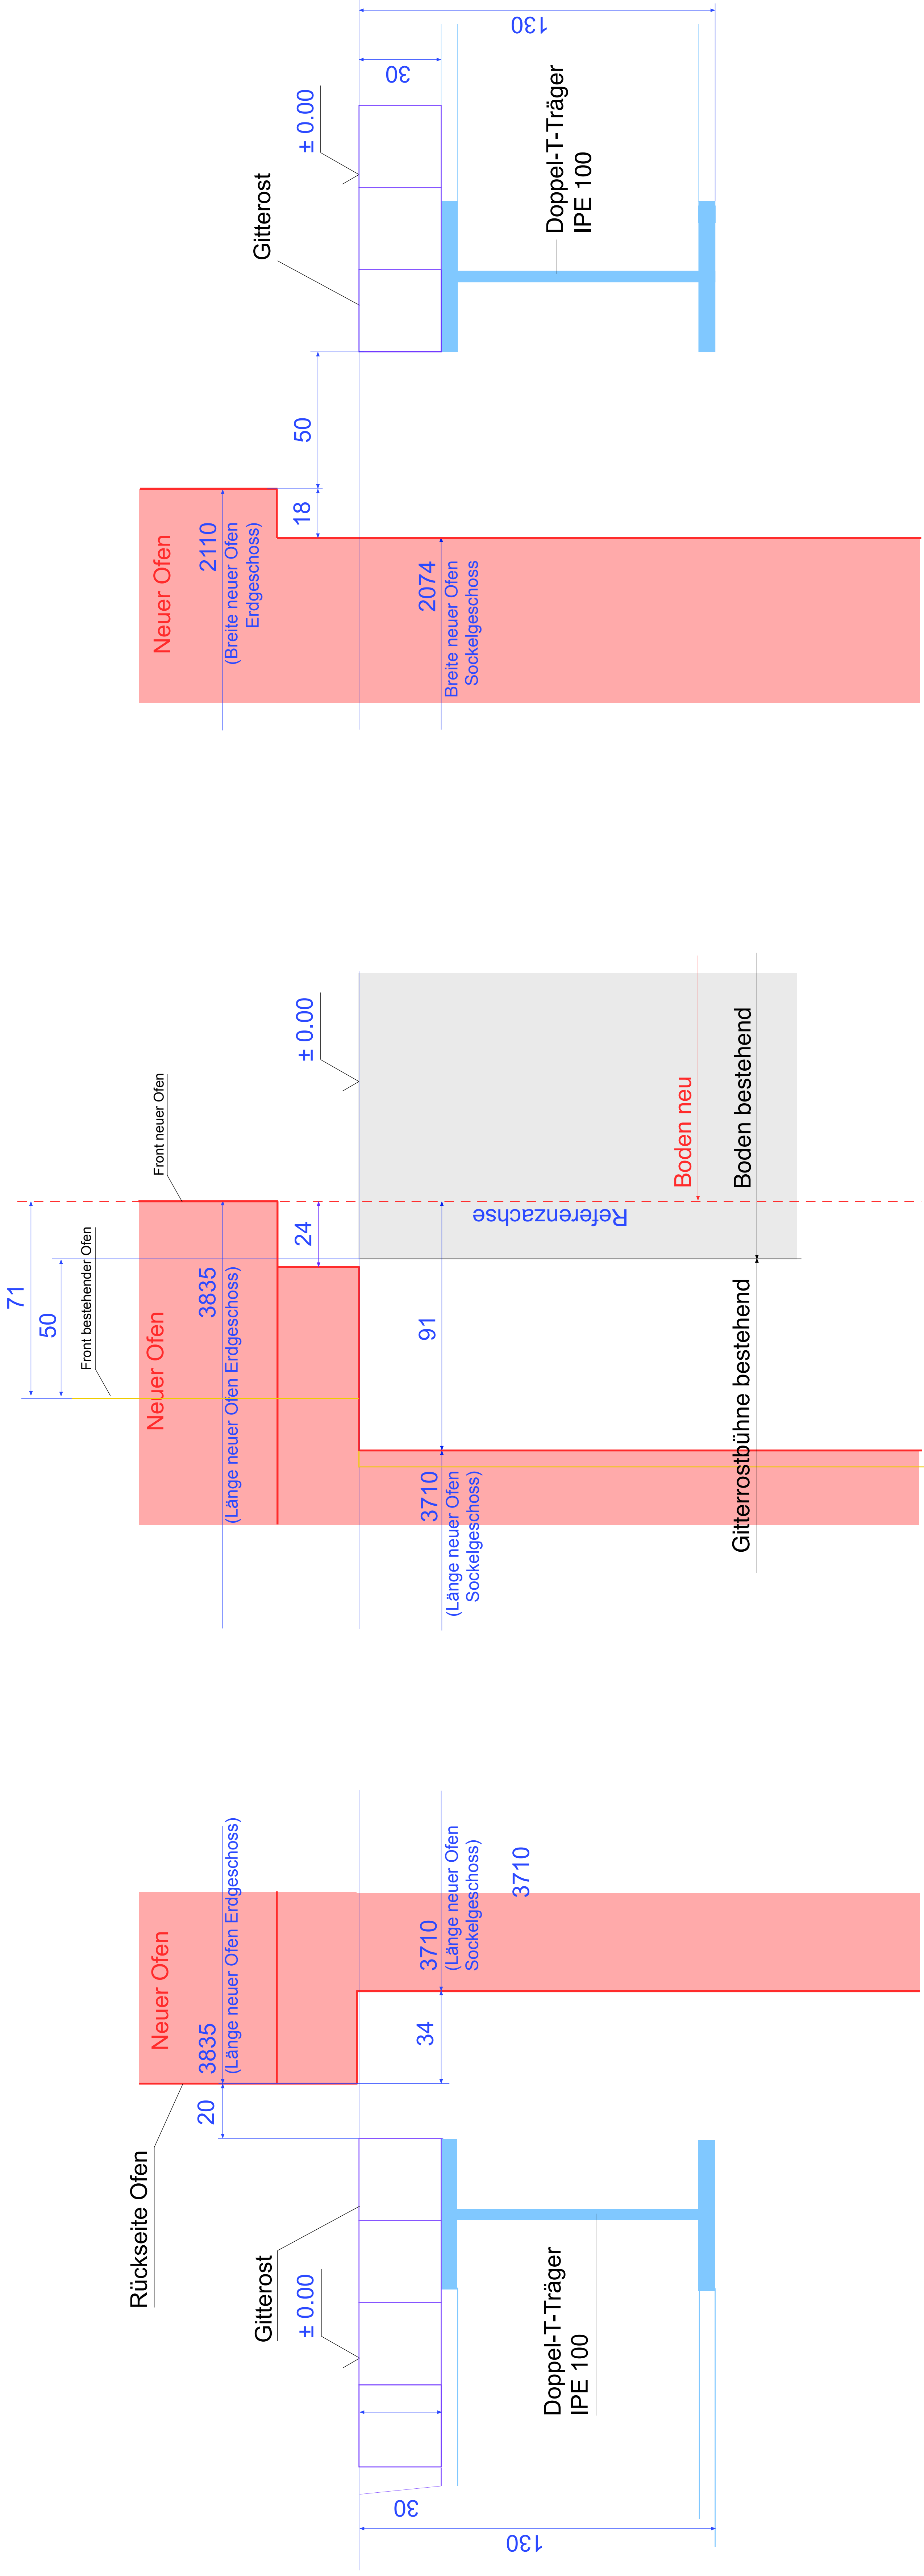 Rückseite Ofen
Neuer Ofen
20
3835
(Länge neuer Ofen Erdgeschoss)
Gitterost
± 0.00
30
130
34
3710
(Länge neuer Ofen
Sockelgeschoss)
3710
Doppel-T-Träger
IPE 100
71
50
Front bestehender Ofen
Front neuer Ofen
Neuer Ofen
3835
(Länge neuer Ofen Erdgeschoss)
24
± 0.00
3710
(Länge neuer Ofen
Sockelgeschoss)
91
Referenzachse
Boden neu
Gitterrostbühne bestehend
Boden bestehend
Neuer Ofen
2110
(Breite neuer Ofen
Erdgeschoss)
18
50
Gitterost
± 0.00
30
130
2074
Breite neuer Ofen
Sockelgeschoss
Doppel-T-Träger
IPE 100